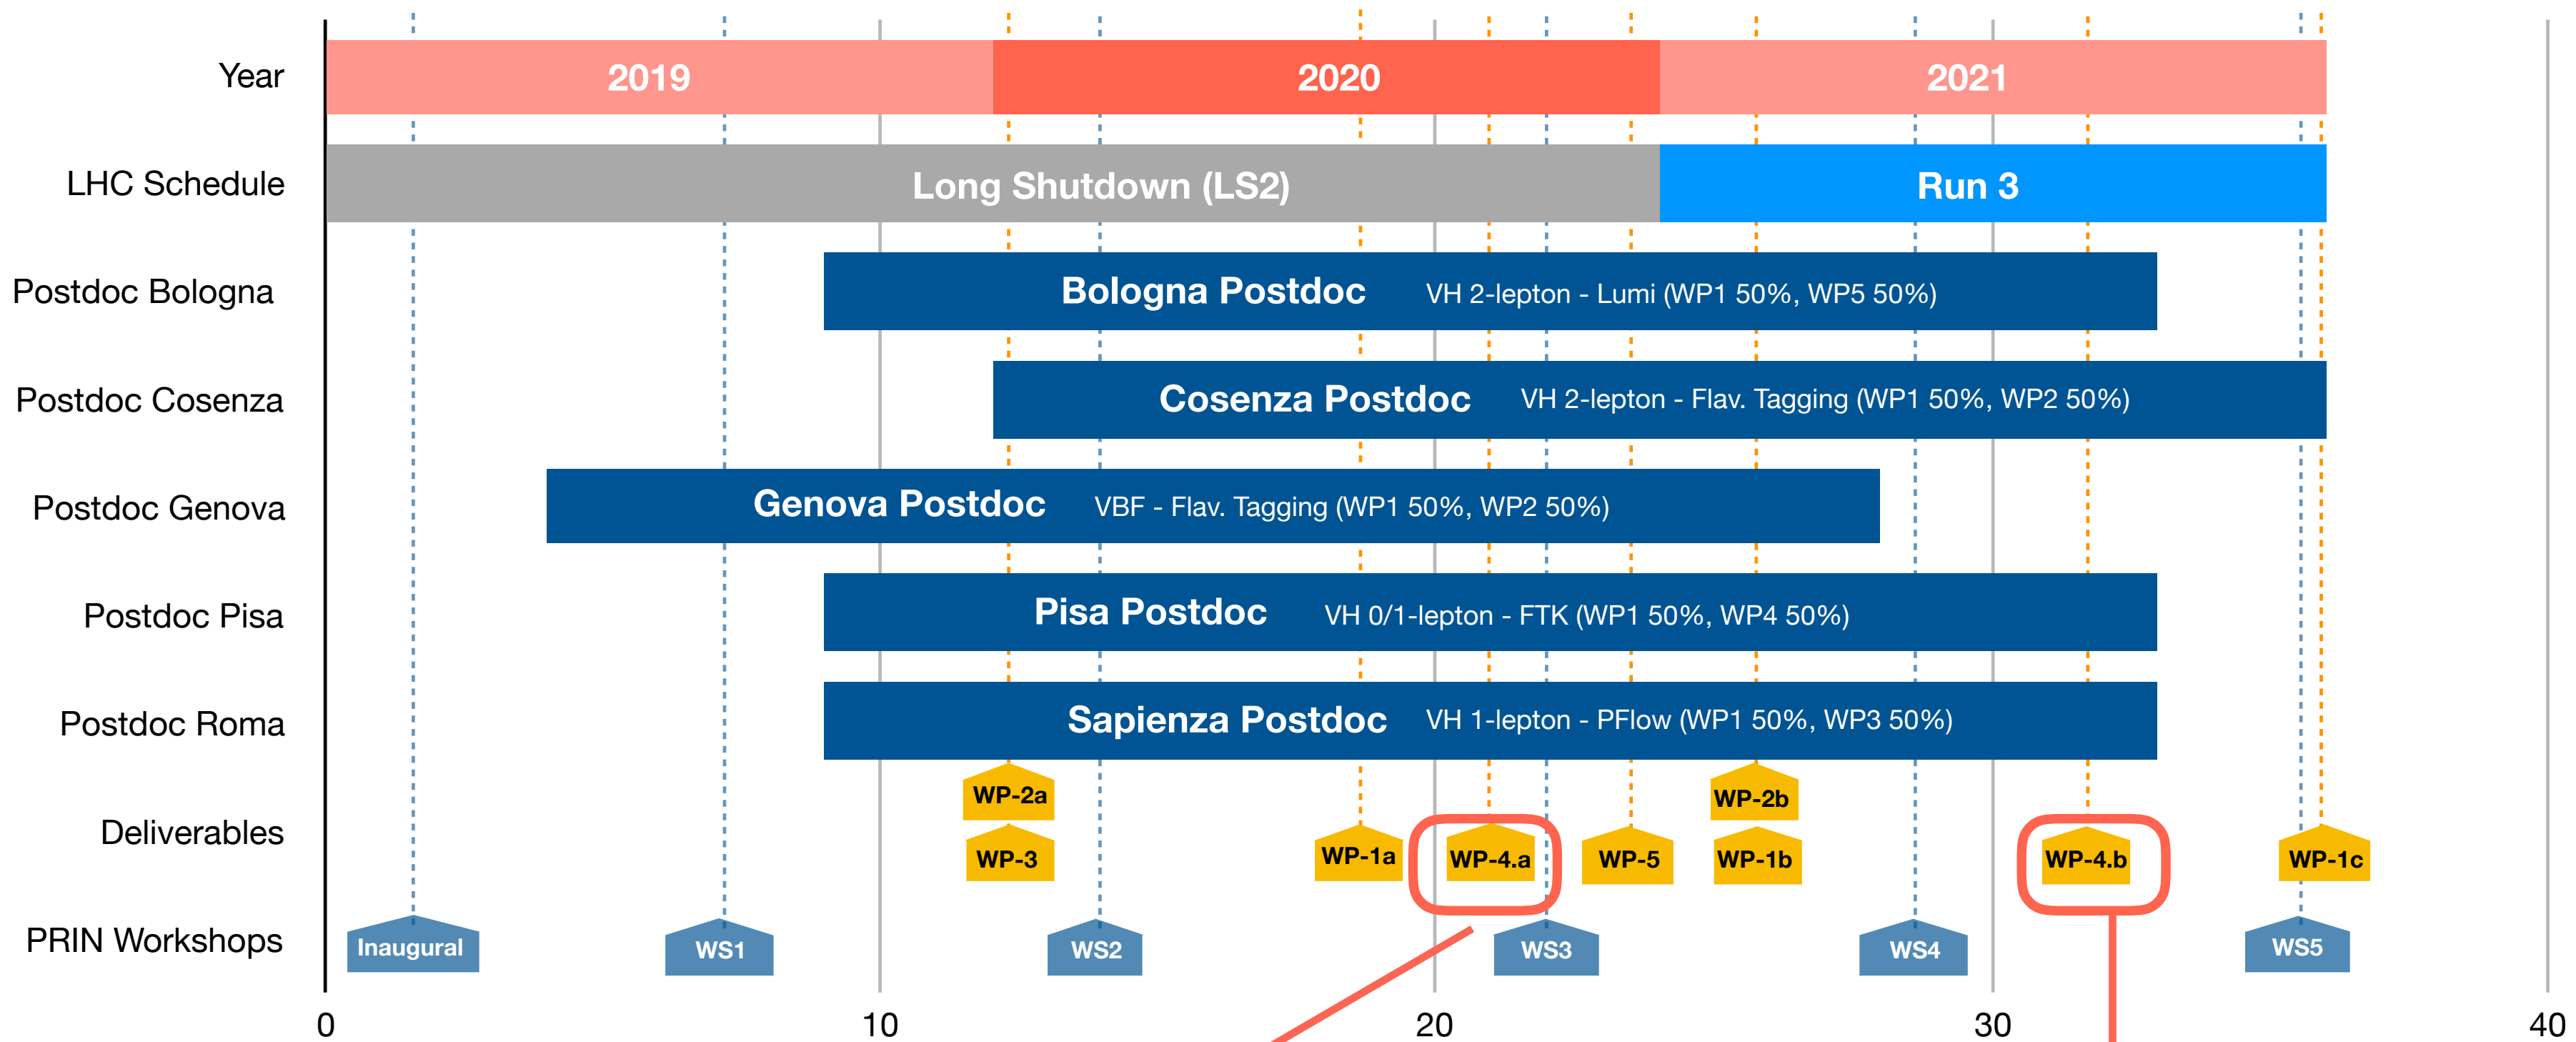 Year
2019
2020
2021
LHC Schedule
Long Shutdown (LS2)
Run 3
Postdoc Bologna
Bologna Postdoc VH 2-lepton - Lumi (WP1 50%, WP5 50%)
Postdoc Cosenza
Cosenza Postdoc VH 2-lepton - Flav. Tagging (WP1 50%, WP2 50%)
Postdoc Genova
Genova Postdoc VBF - Flav. Tagging (WP1 50%, WP2 50%)
Postdoc Pisa
Pisa Postdoc VH 0/1-lepton - FTK (WP1 50%, WP4 50%)
Postdoc Roma
Sapienza Postdoc VH 1-lepton - PFlow (WP1 50%, WP3 50%)
Deliverables
WP-2a
WP-2b
WP-3
WP-1a
WP-4.a
WP-5
WP-1b
WP-4.b
WP-1c
PRIN Workshops
Inaugural
WS1
WS2
WS3
WS4
WS5
0
10
20
30
40